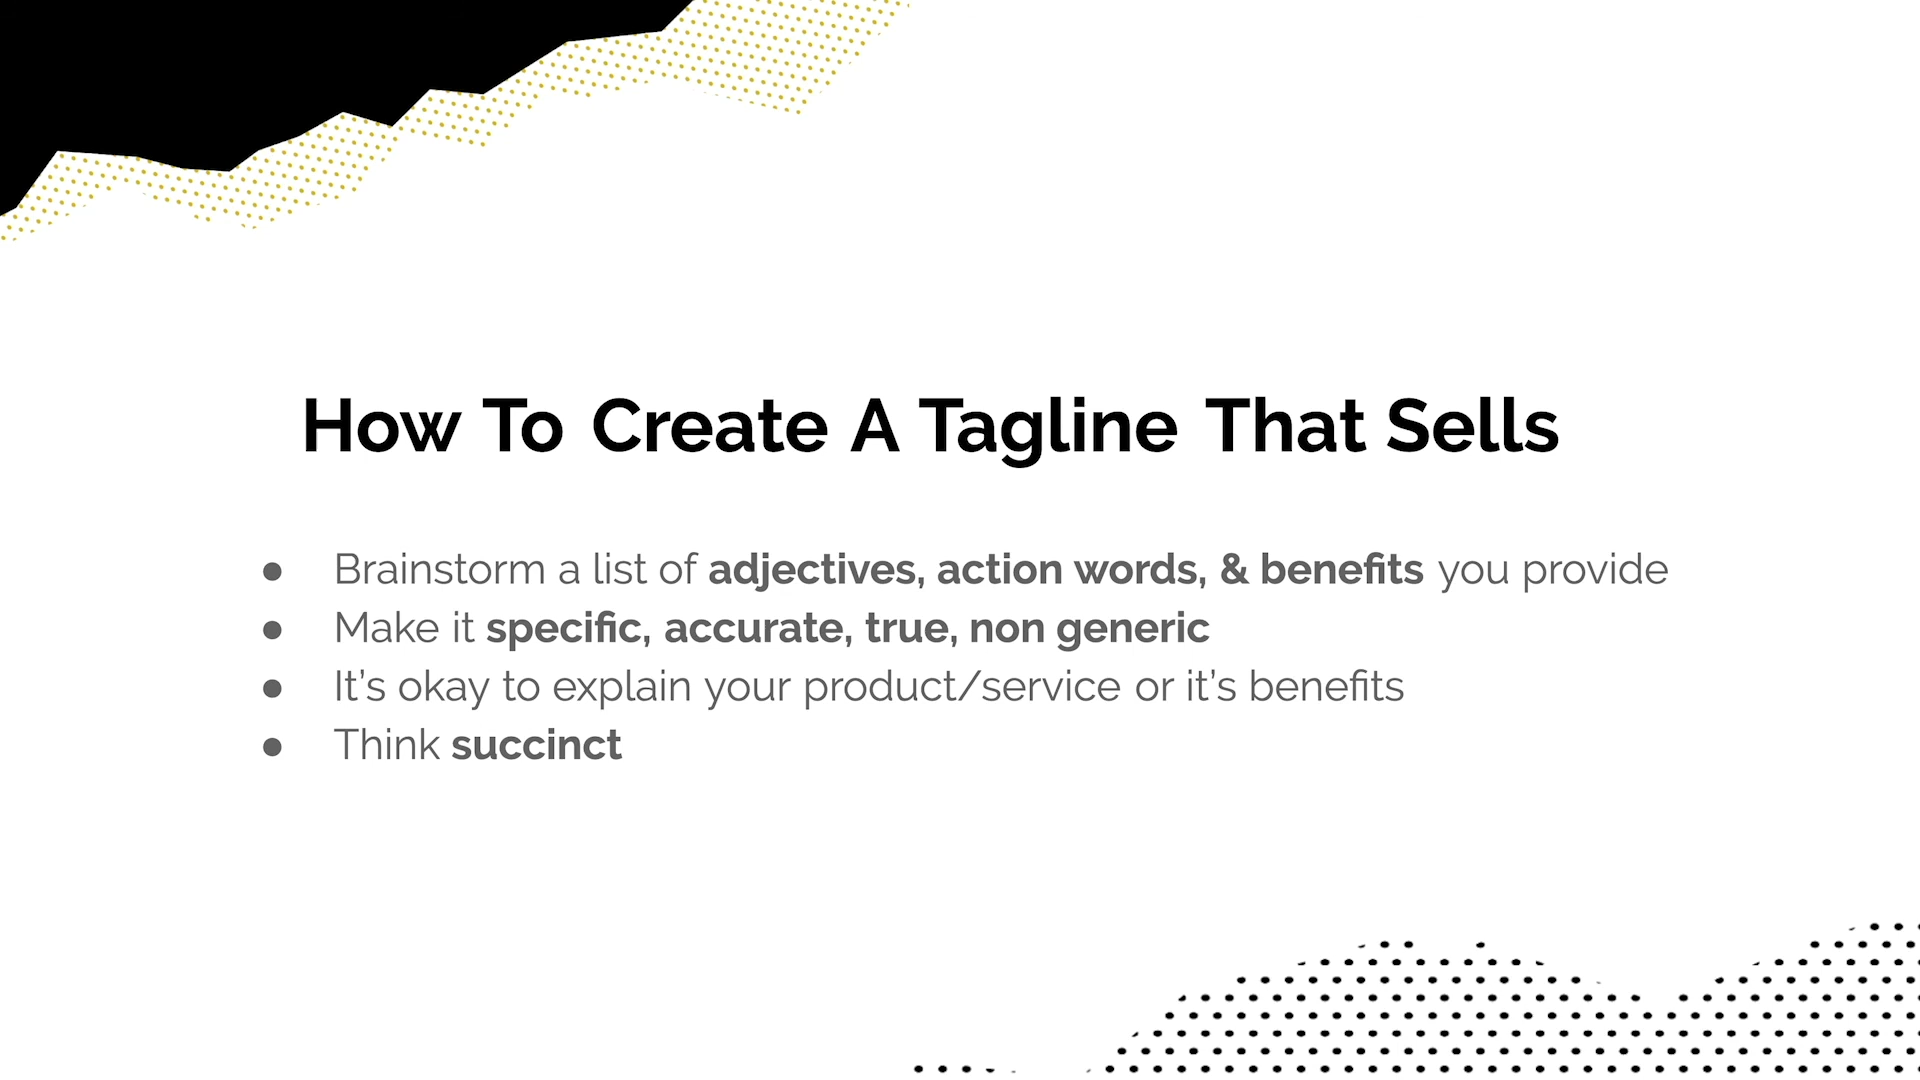 How To Create A Tagline That Sells
● Brainstorm a list of adjectives, action words, & benefits you provide
● Make it specific, accurate, true, non generic
● It’s okay to explain your product/service or it’s benefits
● Think succinct